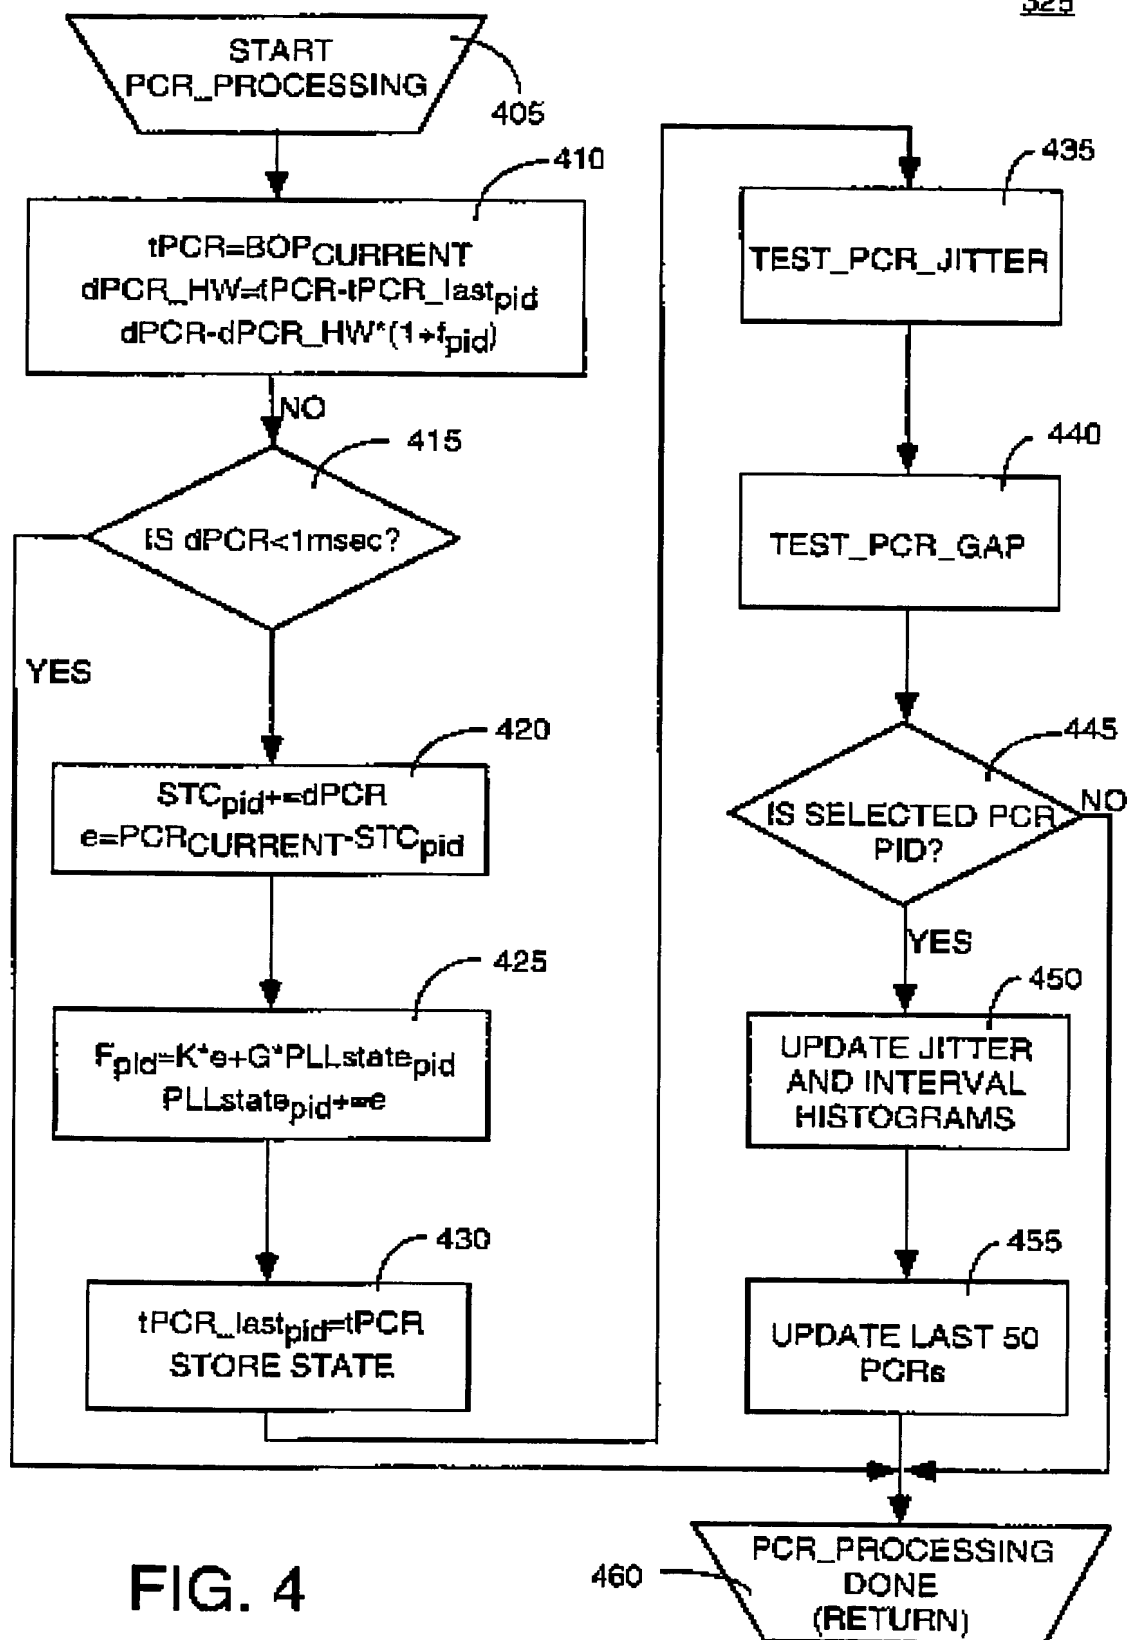 325
START
PCR_PROCESSING
405
410
tPCR=BOPCURRENT
dPCR_HW=tPCR-tPCR_lastpid
dPCR-dPCR_HW*(1+fpid)
NO
415
IS dPCR<1msec?
YES
420
STCpid+=dPCR
e=PCRCURRENT-STCpid
425
Fpid=K*e+G*PLLstatepid
PLLstatepid+=e
430
tPCR_lastpid=tPCR
STORE STATE
435
TEST_PCR_JITTER
440
TEST_PCR_GAP
445
IS SELECTED PCR
PID?
NO
YES
450
UPDATE JITTER
AND INTERVAL
HISTOGRAMS
455
UPDATE LAST 50
PCRs
460
PCR_PROCESSING
DONE
(RETURN)
FIG. 4